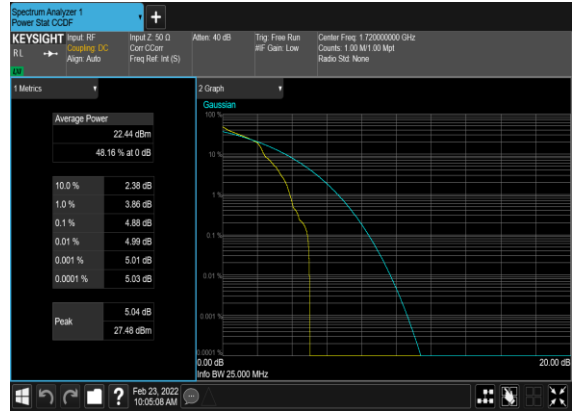 Spectrum Analyzer 1
Power Stat CCDF
+
KEYSIGHT
RL
Input: RF
Coupling: DC
Align: Auto
Input Z: 50 Ω
Corr CCorr
Freq Ref: Int (S)
Atten: 40 dB
Trig: Free Run
#IF Gain: Low
Center Freq: 1.720000000 GHz
Counts: 1.00 M/1.00 Mpt
Radio Std: None
1 Metrics
Average Power
22.44 dBm
48.16 % at 0 dB
10.0 % 2.38 dB
1.0 % 3.86 dB
0.1 % 4.88 dB
0.01 % 4.99 dB
0.001 % 5.01 dB
0.0001 % 5.03 dB
Peak
5.04 dB
27.48 dBm
2 Graph
Gaussian
100 %
10 %
1 %
0.1 %
0.01 %
0.001 %
0.0001 %
0.00 dB
20.00 dB
Info BW 25.000 MHz
?
Feb 23, 2022
10:05:08 AM